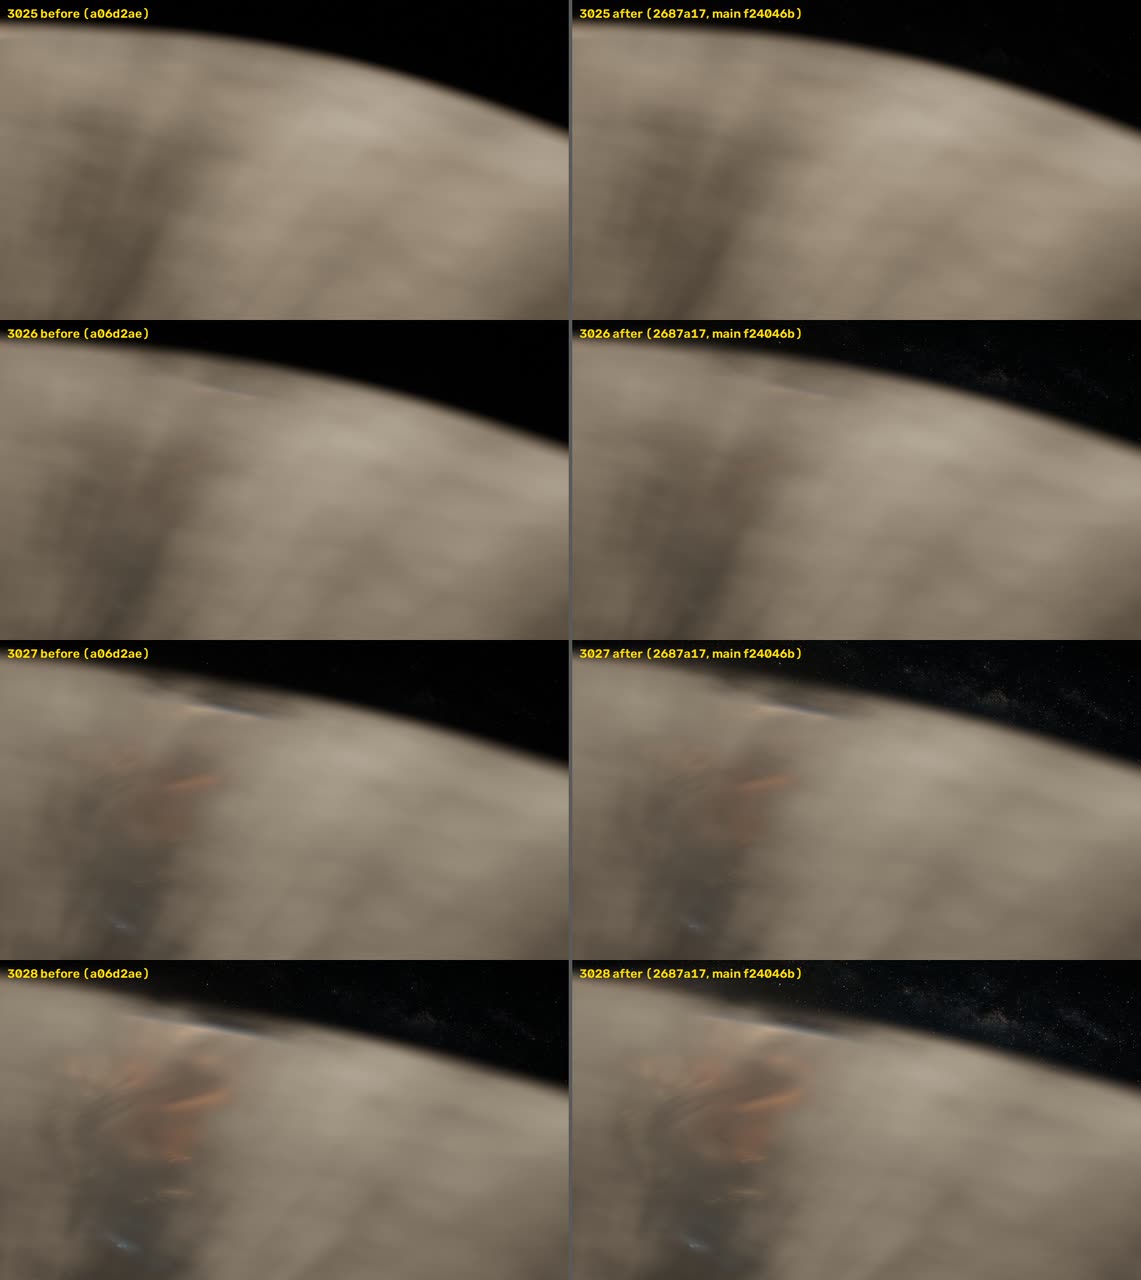 3025 before (a06d2ae)
3025 after (2687a17, main f24046b)
3026 before (a06d2ae)
3026 after (2687a17, main f24046b)
3027 before (a06d2ae)
3027 after (2687a17, main f24046b)
3028 before (a06d2ae)
3028 after (2687a17, main f24046b)